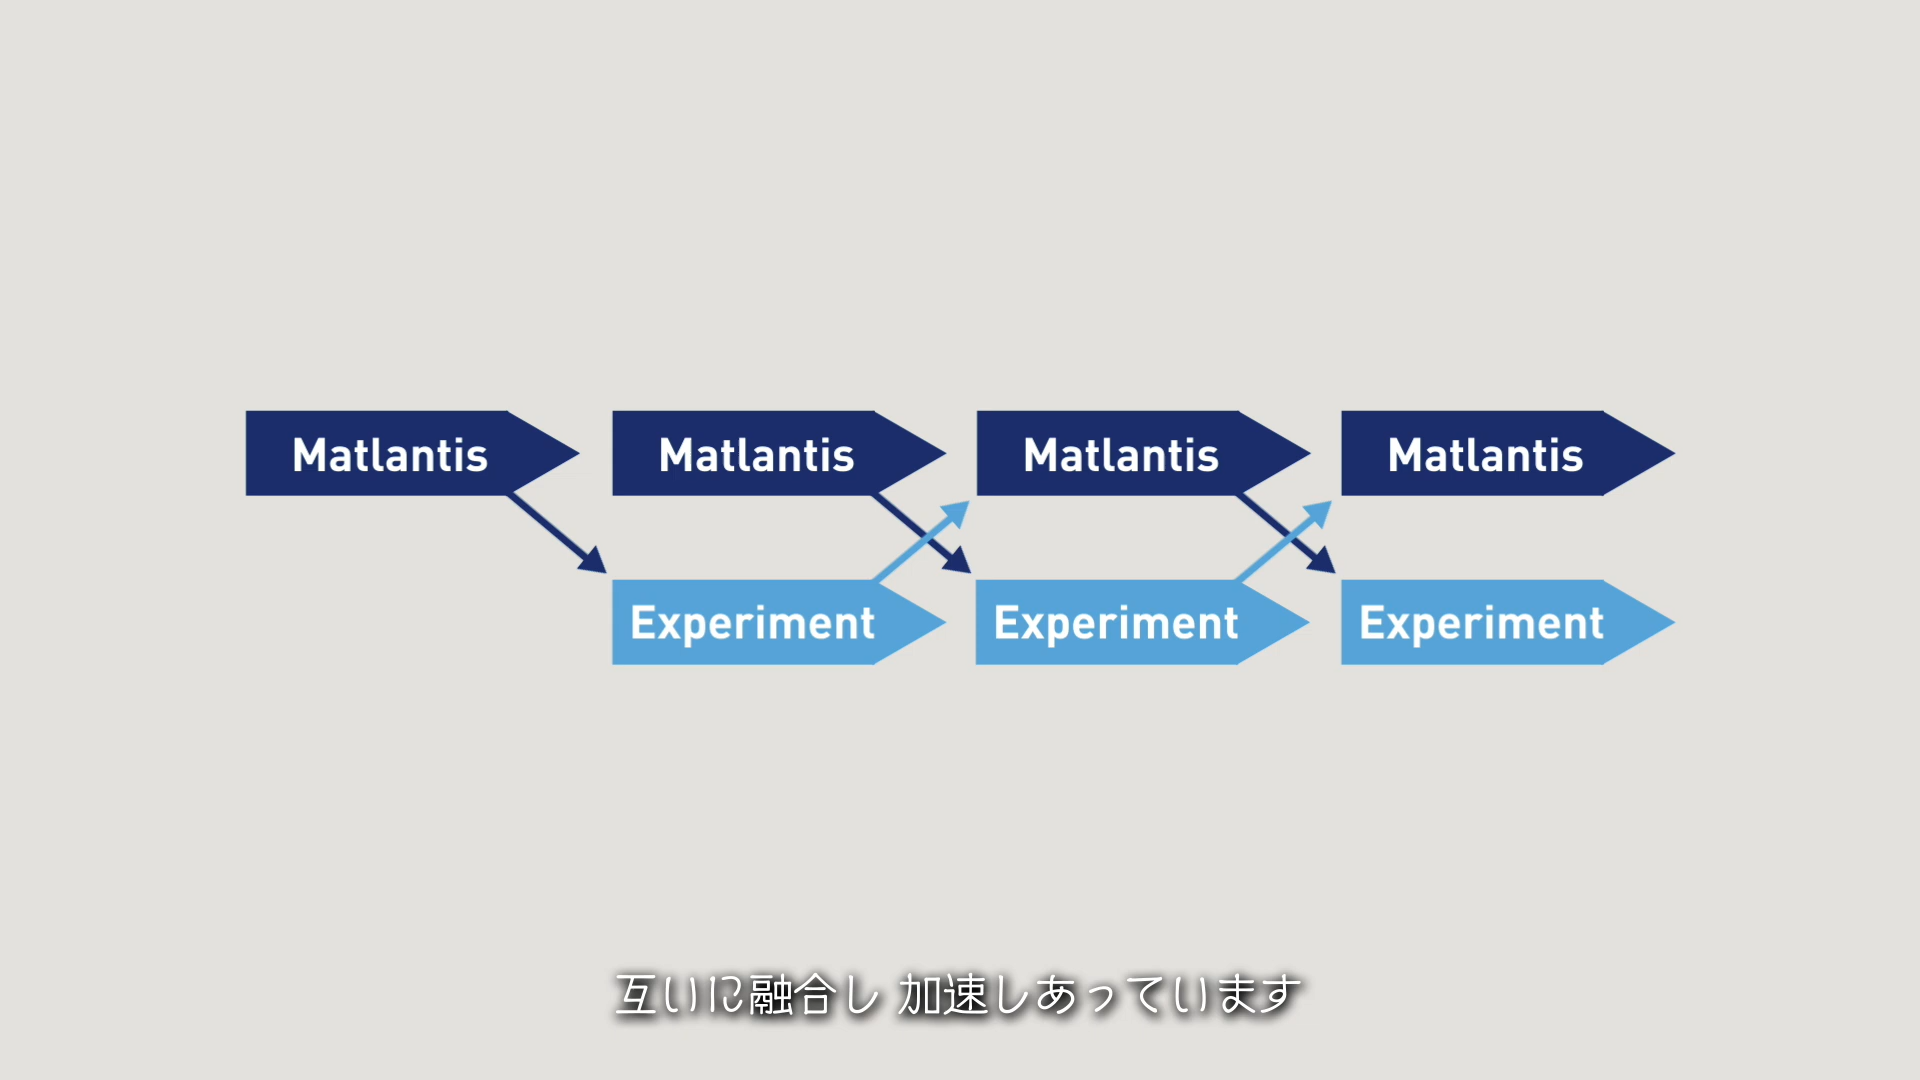 Matlantis Matlantis Matlantis Matlantis
Experiment Experiment Experiment
互いに融合し 加速しあっています